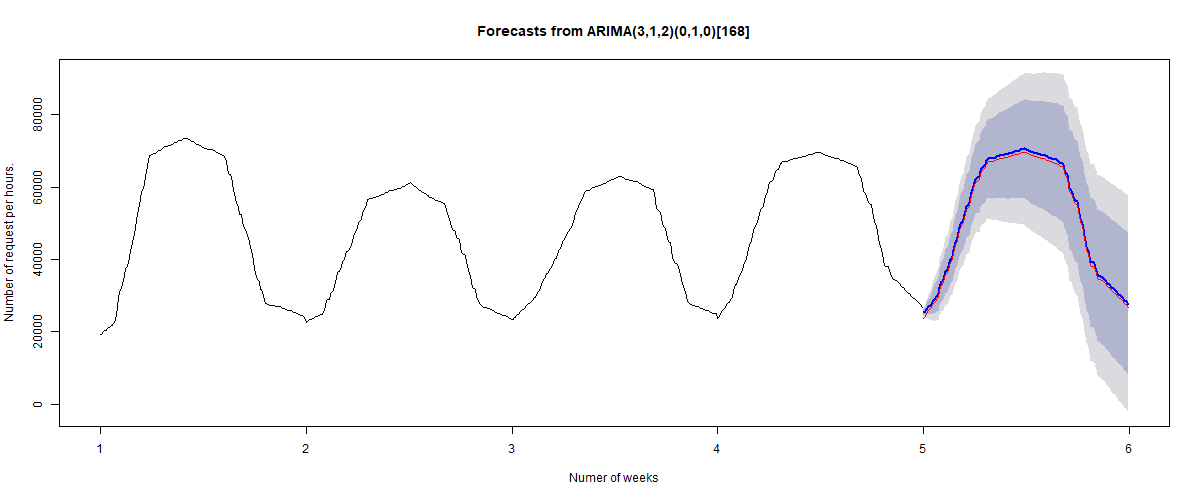 Forecasts from ARIMA(3,1,2)(0,1,0)[168]
Number of request per hours.
80000
60000
40000
20000
0
1 2 3 4 5 6
Numer of weeks